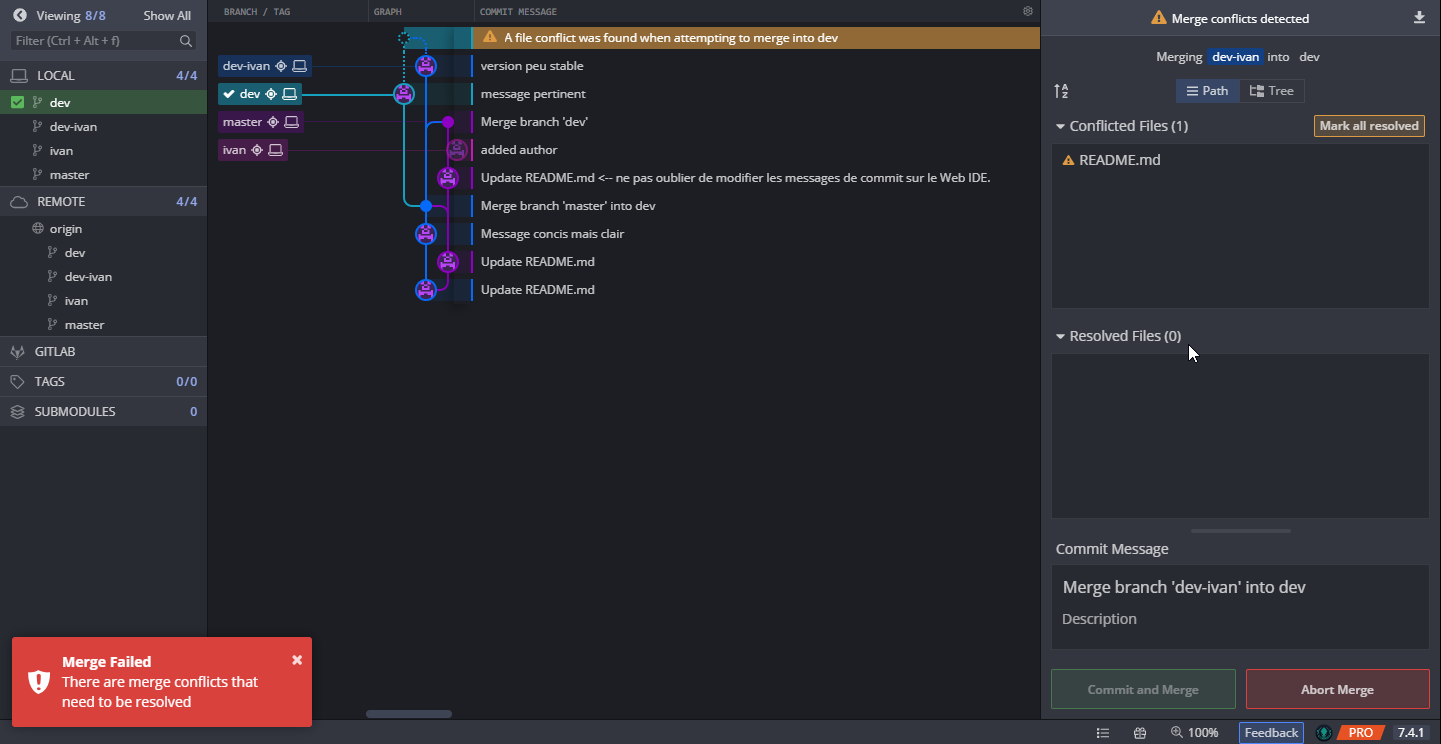 Viewing 8/8 Show All
Filter (Ctrl + Alt + f)
LOCAL 4/4
dev
dev-ivan
ivan
master
REMOTE 4/4
origin
dev
dev-ivan
ivan
master
GITLAB
TAGS 0/0
SUBMODULES 0
BRANCH / TAG GRAPH COMMIT MESSAGE
A file conflict was found when attempting to merge into dev
dev-ivan version peu stable
dev message pertinent
master Merge branch 'dev'
ivan added author
Update README.md <-- ne pas oublier de modifier les messages de commit sur le Web IDE.
Merge branch 'master' into dev
Message concis mais clair
Update README.md
Update README.md
Merge conflicts detected
Merging dev-ivan into dev
Path Tree
Conflicted Files (1) Mark all resolved
README.md
Resolved Files (0)
Commit Message
Merge branch 'dev-ivan' into dev
Description
Commit and Merge Abort Merge
Merge Failed
There are merge conflicts that
need to be resolved
100% Feedback PRO 7.4.1